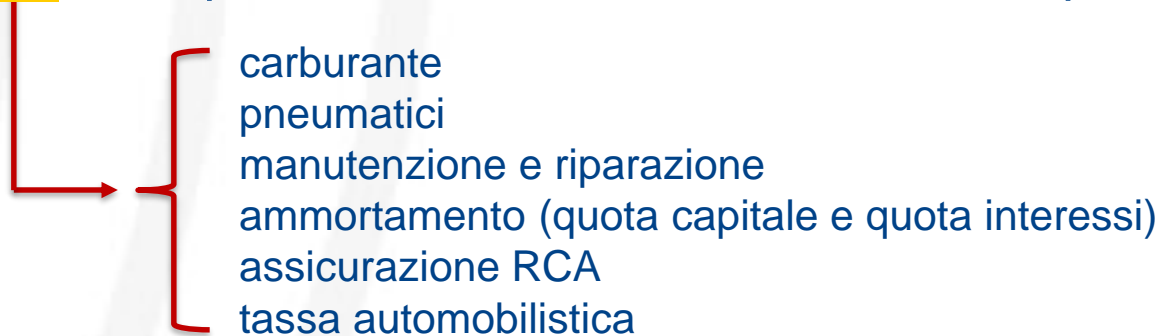 carburante
pneumatici
manutenzione e riparazione
ammortamento (quota capitale e quota interessi)
assicurazione RCA
tassa automobilistica